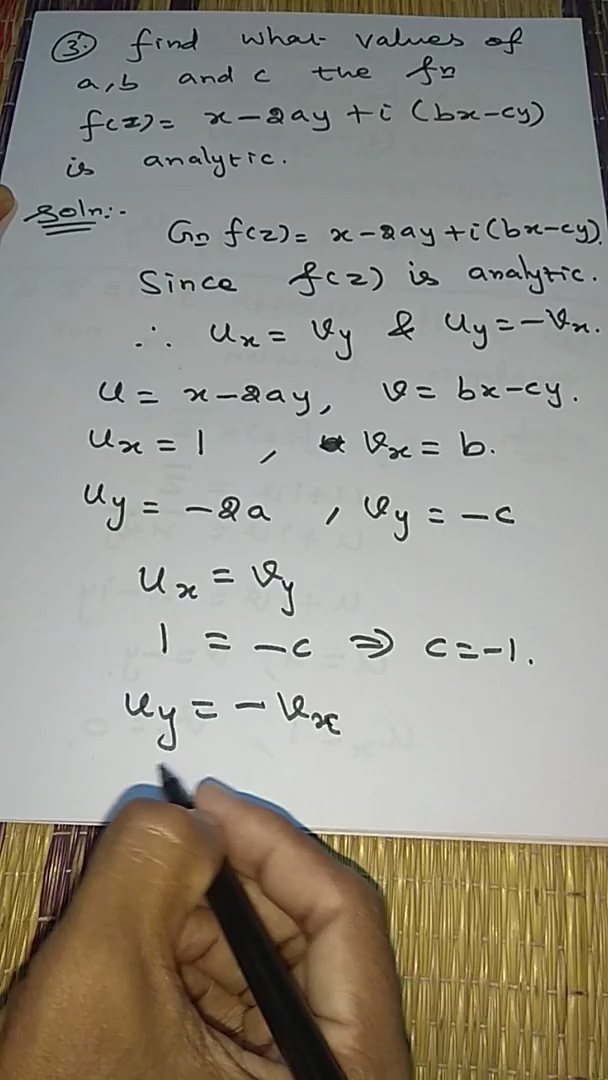 ③ find what values of
a,b and c the fn
f(z)= x-2ay+i(bx-cy)
is analytic.
Soln:-
Gn f(z)= x-2ay+i(bx-cy).
Since f(z) is analytic.
∴ ux = vy & uy=-vx.
u= x-2ay, v= bx-cy.
ux=1 , vx=b.
uy=-2a , vy=-c
ux=vy
1 = -c ⇒ c=-1.
uy=-vx